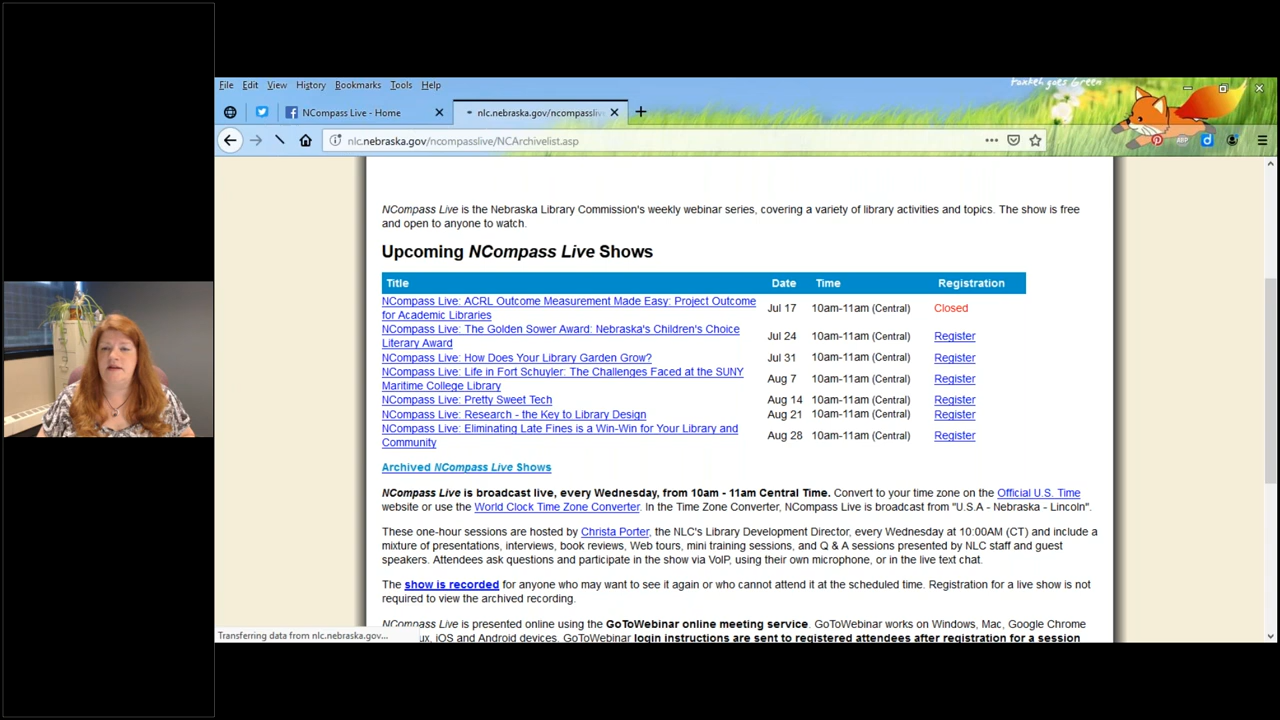 Foxkeh goes Green
File Edit View History Bookmarks Tools Help
NCompass Live - Home
nlc.nebraska.gov/ncompassliv
nlc.nebraska.gov/ncompasslive/NCArchivelist.asp
NCompass Live is the Nebraska Library Commission's weekly webinar series, covering a variety of library activities and topics. The show is free
and open to anyone to watch.
Upcoming NCompass Live Shows
Title Date Time Registration
NCompass Live: ACRL Outcome Measurement Made Easy: Project Outcome
for Academic Libraries Jul 17 10am-11am (Central) Closed
NCompass Live: The Golden Sower Award: Nebraska's Children's Choice
Literary Award Jul 24 10am-11am (Central) Register
NCompass Live: How Does Your Library Garden Grow? Jul 31 10am-11am (Central) Register
NCompass Live: Life in Fort Schuyler: The Challenges Faced at the SUNY
Maritime College Library Aug 7 10am-11am (Central) Register
NCompass Live: Pretty Sweet Tech Aug 14 10am-11am (Central) Register
NCompass Live: Research - the Key to Library Design Aug 21 10am-11am (Central) Register
NCompass Live: Eliminating Late Fines is a Win-Win for Your Library and
Community Aug 28 10am-11am (Central) Register
Archived NCompass Live Shows
NCompass Live is broadcast live, every Wednesday, from 10am - 11am Central Time. Convert to your time zone on the Official U.S. Time
website or use the World Clock Time Zone Converter. In the Time Zone Converter, NCompass Live is broadcast from "U.S.A - Nebraska - Lincoln".
These one-hour sessions are hosted by Christa Porter, the NLC's Library Development Director, every Wednesday at 10:00AM (CT) and include a
mixture of presentations, interviews, book reviews, Web tours, mini training sessions, and Q & A sessions presented by NLC staff and guest
speakers. Attendees ask questions and participate in the show via VoIP, using their own microphone, or in the live text chat.
The show is recorded for anyone who may want to see it again or who cannot attend it at the scheduled time. Registration for a live show is not
required to view the archived recording.
NCompass Live is presented online using the GoToWebinar online meeting service. GoToWebinar works on Windows, Mac, Google Chrome
ux, iOS and Android devices. GoToWebinar login instructions are sent to registered attendees after registration for a session
Transferring data from nlc.nebraska.gov...